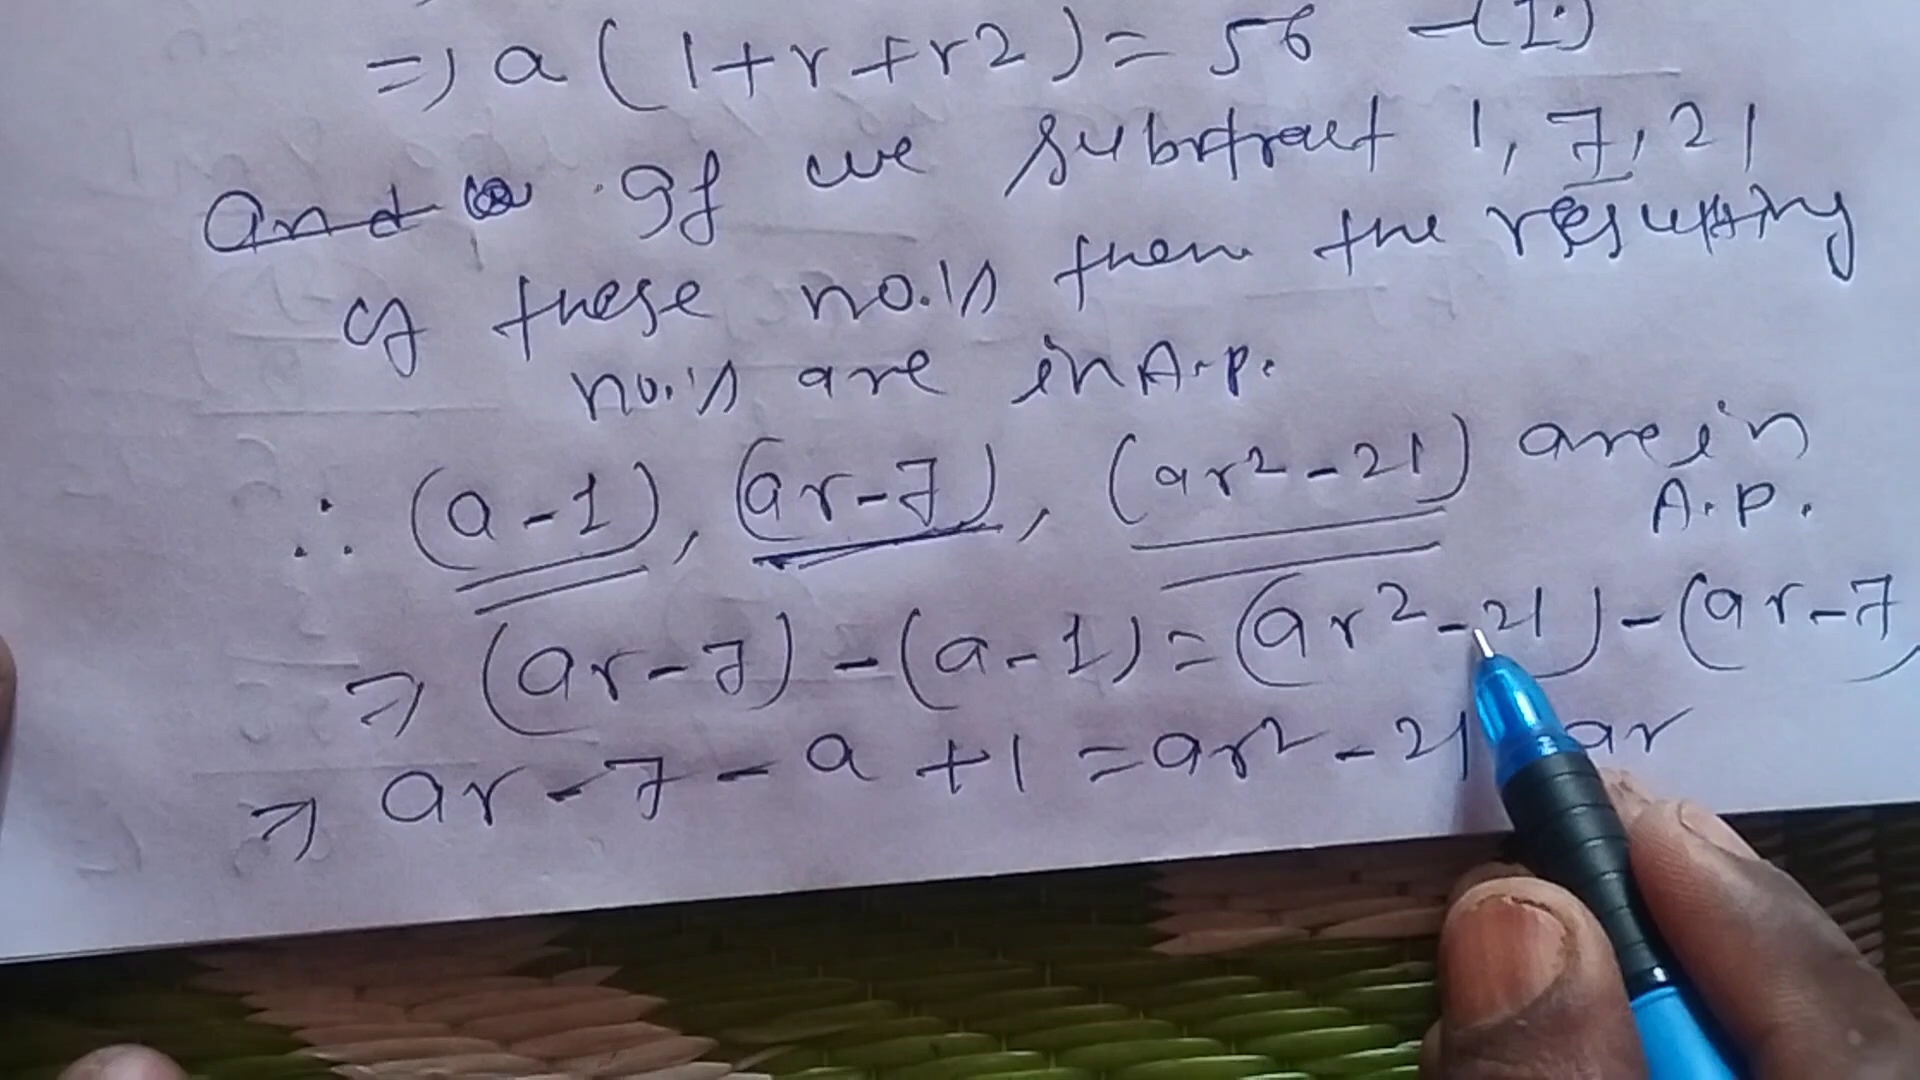 => a (1+r+r2) = 56 -(I.)
and If we subtract 1, 7, 21
of these no.'s then the resulting
no.'s are in A.P.
∴ (a-1), (ar-7), (ar²-21) are in
A.P.
⇒ (ar-7)-(a-1)=(ar²-21)-(ar-7)
⇒ ar-7-a+1=ar²-21 ar